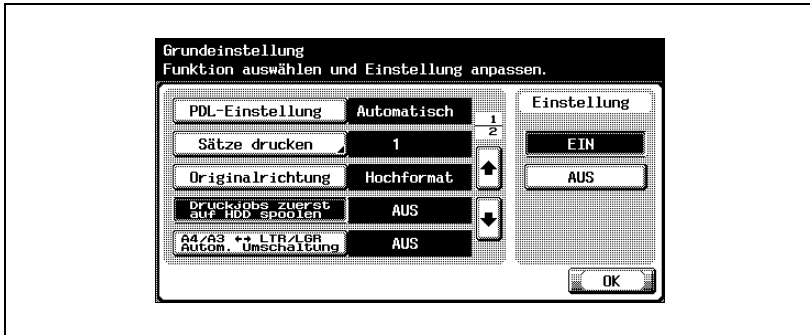 Grundeinstellung
Funktion auswählen und Einstellung anpassen.
PDL-Einstellung Automatisch
Sätze drucken 1
Originalrichtung Hochformat
Druckjobs zuerst
auf HDD spoolen AUS
A4/A3 ↔ LTR/LGR
Autom. Umschaltung AUS
1
2
Einstellung
EIN
AUS
OK